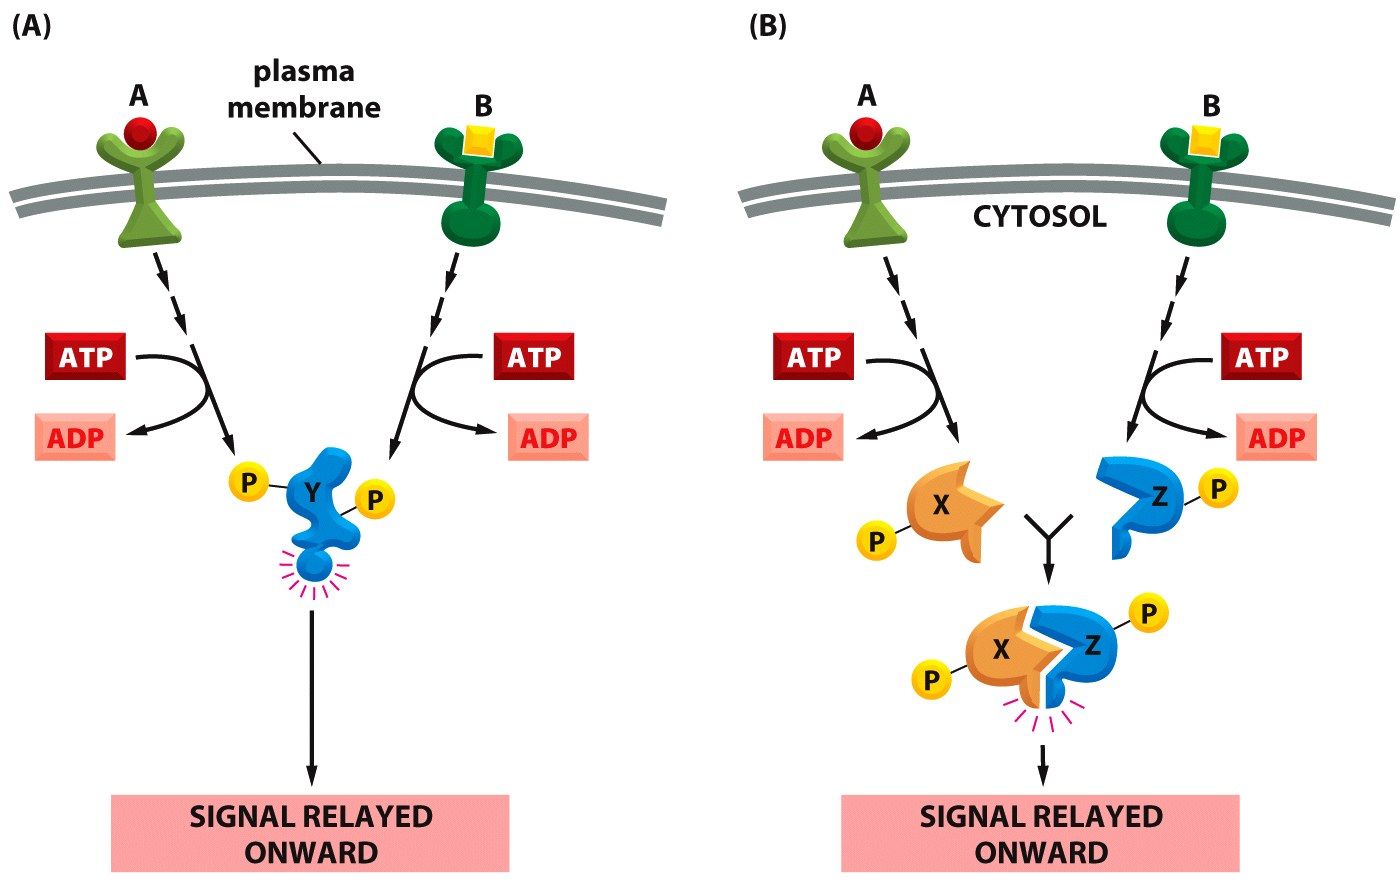 (A)
plasma
membrane
A
B
ATP
ADP
ATP
ADP
P
Y
P
SIGNAL RELAYED
ONWARD
(B)
A
B
CYTOSOL
ATP
ADP
ATP
ADP
X
Z
P
P
X
Z
P
P
SIGNAL RELAYED
ONWARD